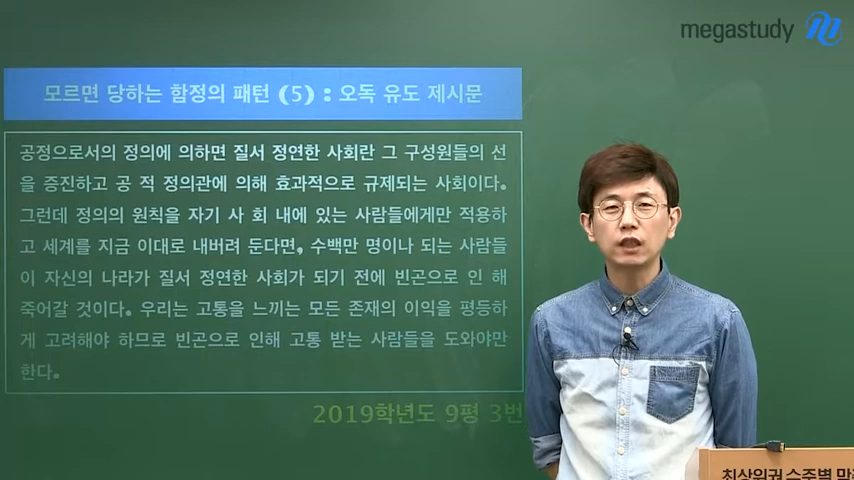 megastudy
모르면 당하는 함정의 패턴 (5) : 오독 유도 제시문
공정으로서의 정의에 의하면 질서 정연한 사회란 그 구성원들의 선
을 증진하고 공 적 정의관에 의해 효과적으로 규제되는 사회이다.
그런데 정의의 원칙을 자기 사 회 내에 있는 사람들에게만 적용하
고 세계를 지금 이대로 내버려 둔다면, 수백만 명이나 되는 사람들
이 자신의 나라가 질서 정연한 사회가 되기 전에 빈곤으로 인 해
죽어갈 것이다. 우리는 고통을 느끼는 모든 존재의 이익을 평등하
게 고려해야 하므로 빈곤으로 인해 고통 받는 사람들을 도와야만
한다.
2019학년도 9평 3번
최상위권 수준별